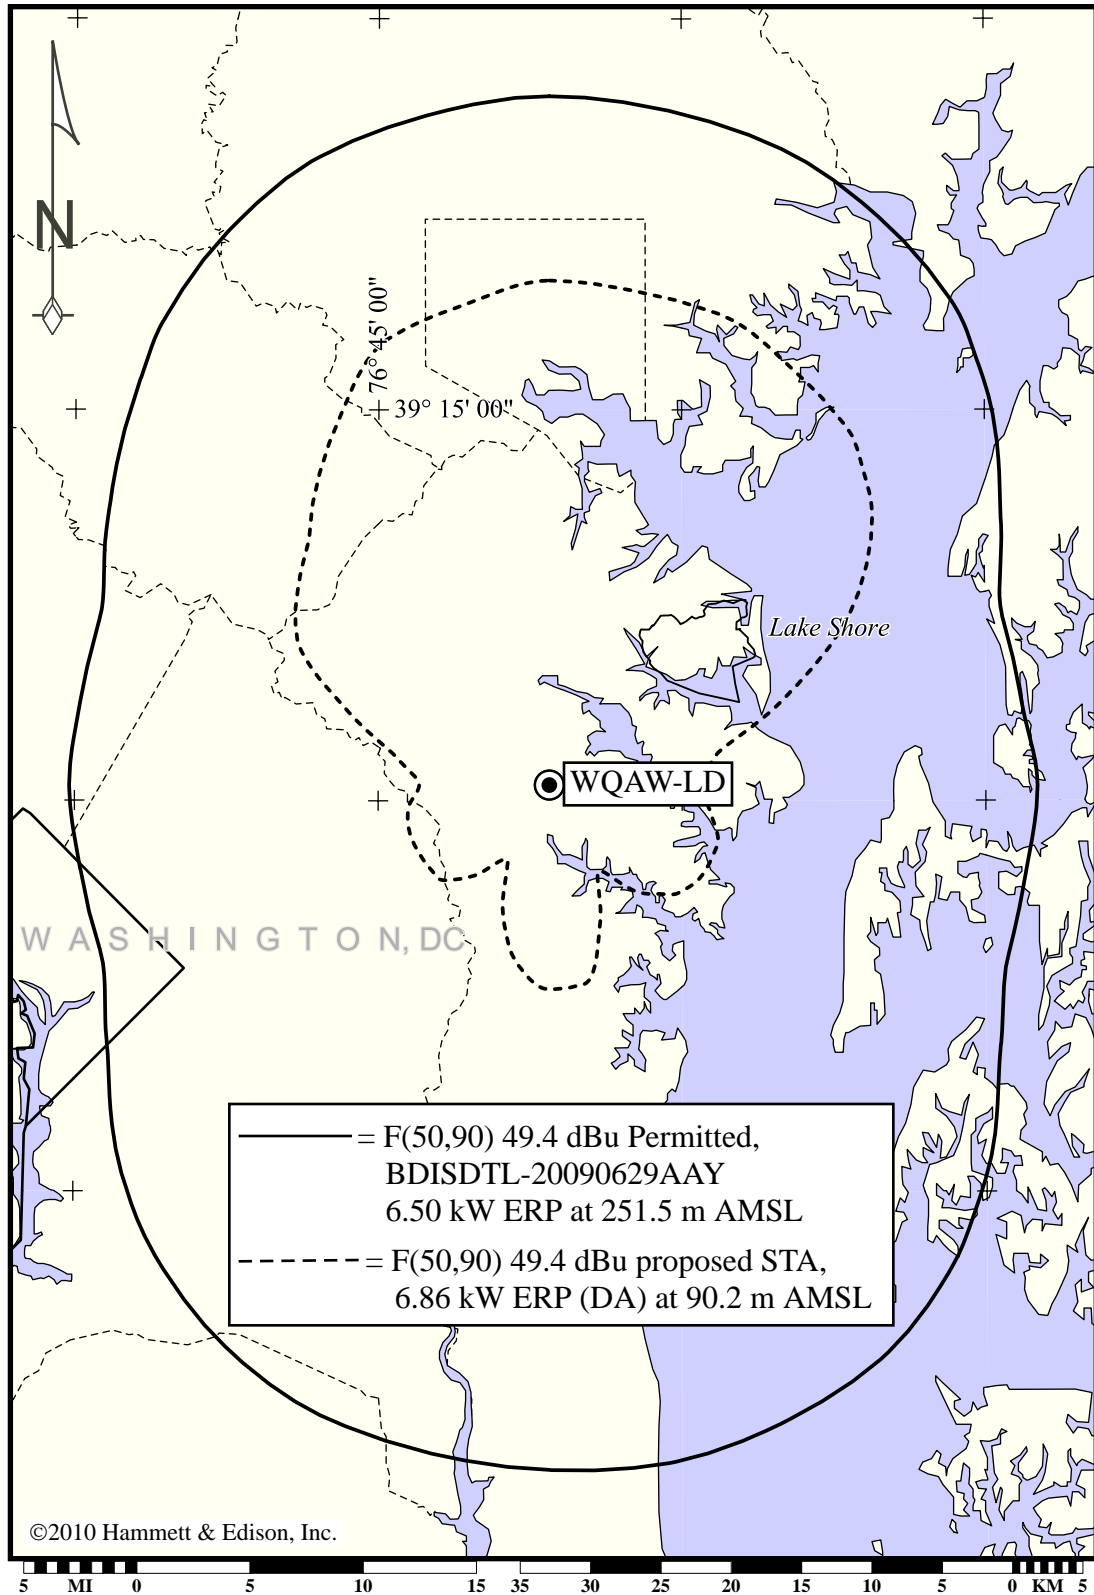 N
76° 45' 00"
39° 15' 00"
Lake Shore
WQAW-LD
WASHINGTON, DC
= F(50,90) 49.4 dBu Permitted,
BDISDTL-20090629AAY
6.50 kW ERP at 251.5 m AMSL
= F(50,90) 49.4 dBu proposed STA,
6.86 kW ERP (DA) at 90.2 m AMSL
©2010 Hammett & Edison, Inc.
5 MI 0 5 10 15 35 30 25 20 15 10 5 0 KM 5